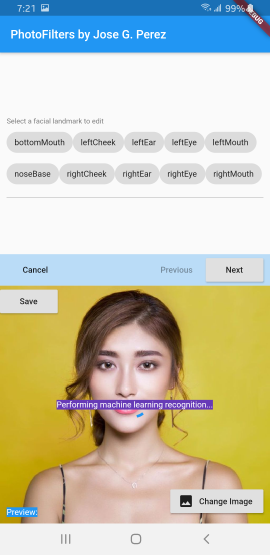 7:21 99%
DEBUG
PhotoFilters by Jose G. Perez
Select a facial landmark to edit
bottomMouth leftCheek leftEar leftEye leftMouth
noseBase rightCheek rightEar rightEye rightMouth
Cancel Previous Next
Save
Performing machine learning recognition...
Change Image
Preview: